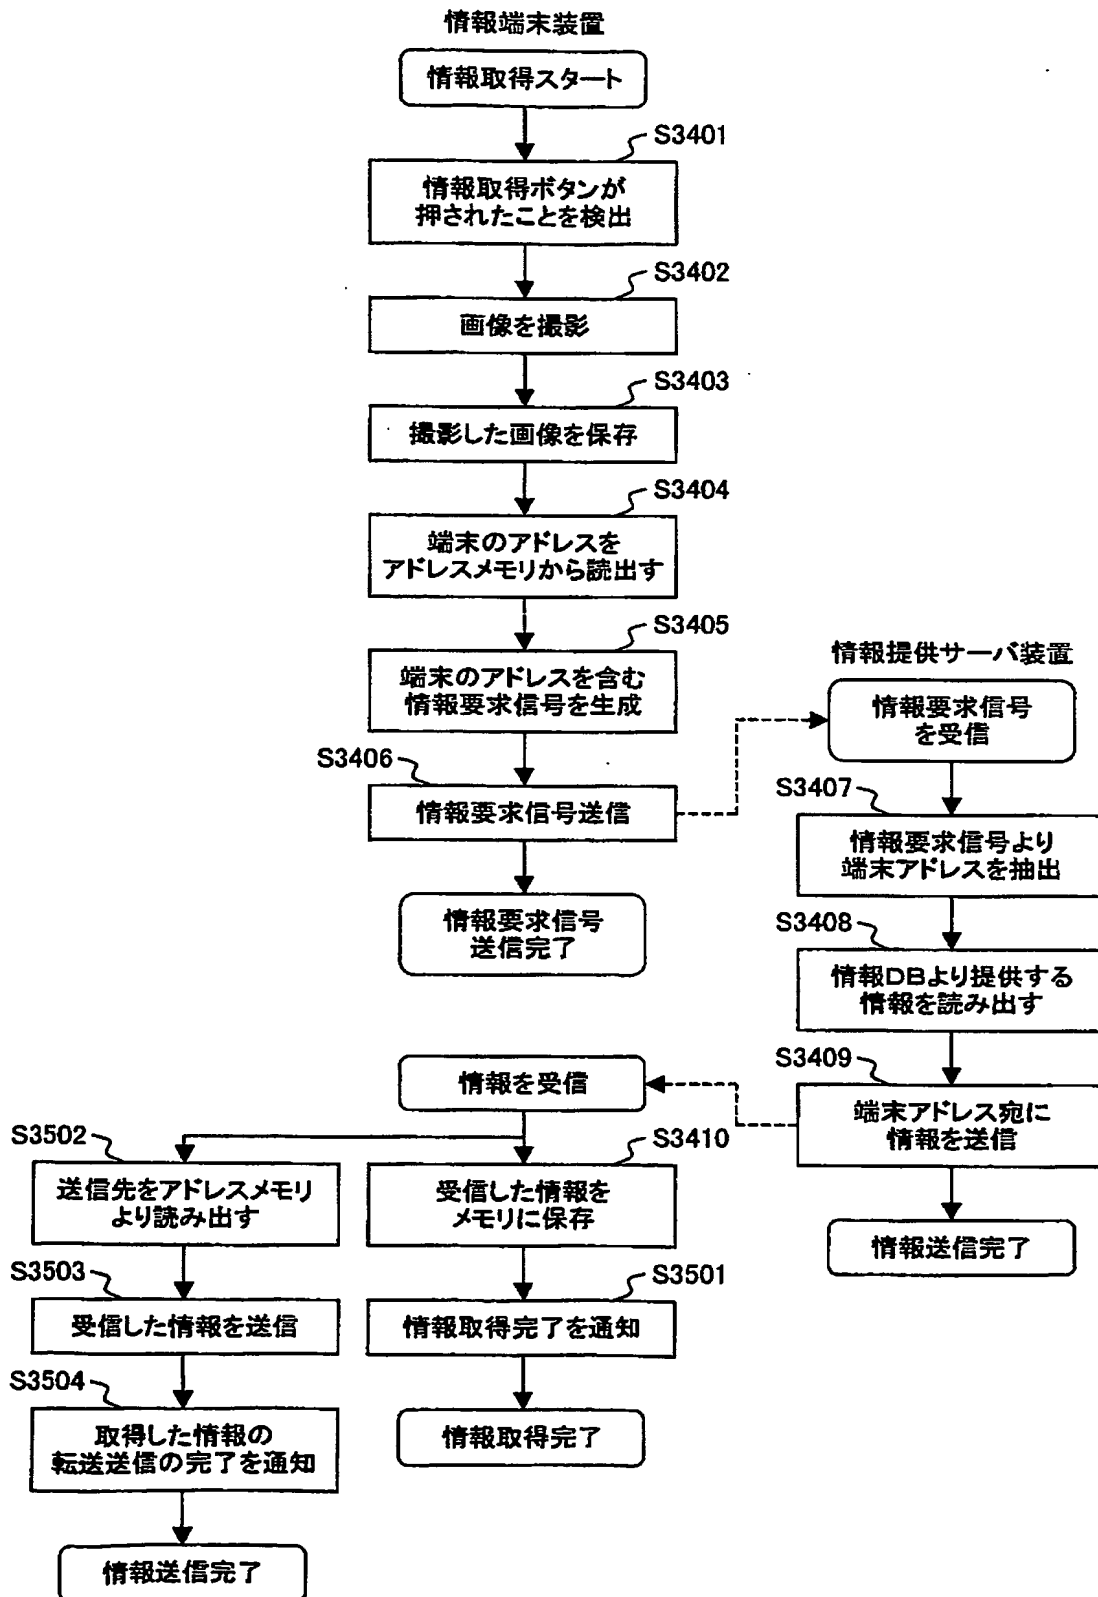 情報端末装置
情報取得スタート
S3401
情報取得ボタンが
押されたことを検出
S3402
画像を撮影
S3403
撮影した画像を保存
S3404
端末のアドレスを
アドレスメモリから読出す
S3405
端末のアドレスを含む
情報要求信号を生成
S3406
情報要求信号送信
情報要求信号
送信完了
情報提供サーバ装置
情報要求信号
を受信
S3407
情報要求信号より
端末アドレスを抽出
S3408
情報DBより提供する
情報を読み出す
S3409
端末アドレス宛に
情報を送信
情報送信完了
情報を受信
S3410
受信した情報を
メモリに保存
S3501
情報取得完了を通知
情報取得完了
S3502
送信先をアドレスメモリ
より読み出す
S3503
受信した情報を送信
S3504
取得した情報の
転送送信の完了を通知
情報送信完了